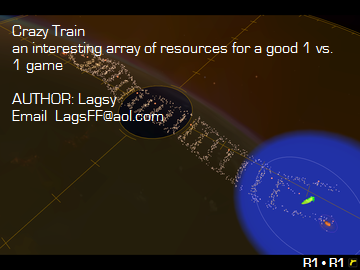 Crazy Train
an interesting array of resources for a good 1 vs.
1 game
AUTHOR: Lagsy
Email  LagsFF@aol.com
R1•R1 r